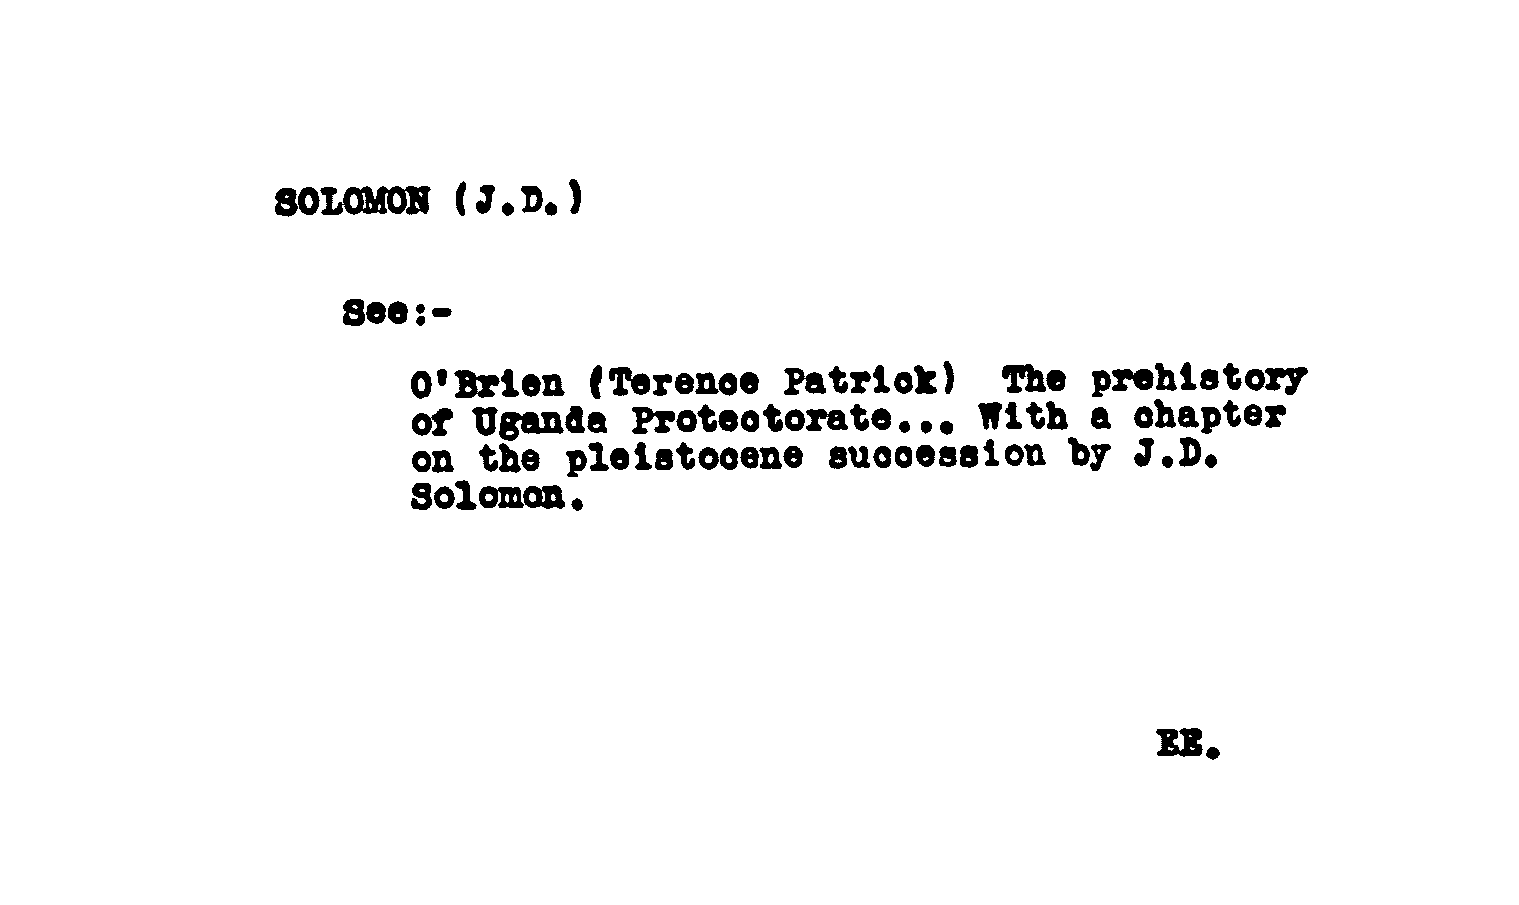 SOLOMON (J.D.)
See:-
O'Brien (Terence Patrick) The prehistory
of Uganda Protectorate... With a chapter
on the pleistocene succession by J.D.
Solomon.
EE.